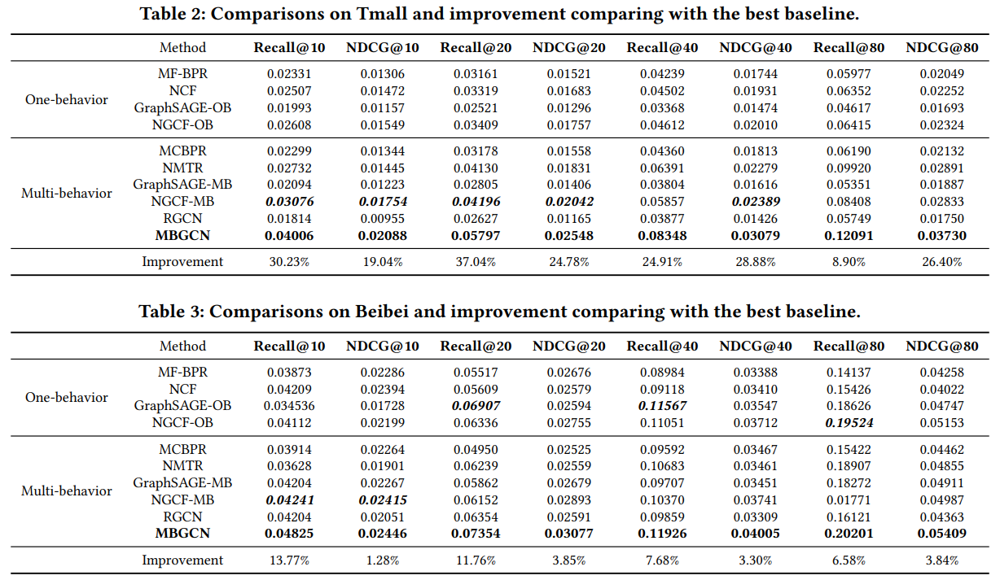 Table 2: Comparisons on Tmall and improvement comparing with the best baseline.
Method Recall@10 NDCG@10 Recall@20 NDCG@20 Recall@40 NDCG@40 Recall@80 NDCG@80
One-behavior
MF-BPR 0.02331 0.01306 0.03161 0.01521 0.04239 0.01744 0.05977 0.02049
NCF 0.02507 0.01472 0.03319 0.01683 0.04502 0.01931 0.06352 0.02252
GraphSAGE-OB 0.01993 0.01157 0.02521 0.01296 0.03368 0.01474 0.04617 0.01693
NGCF-OB 0.02608 0.01549 0.03409 0.01757 0.04612 0.02010 0.06415 0.02324
Multi-behavior
MCBPR 0.02299 0.01344 0.03178 0.01558 0.04360 0.01813 0.06190 0.02132
NMTR 0.02732 0.01445 0.04130 0.01831 0.06391 0.02279 0.09920 0.02891
GraphSAGE-MB 0.02094 0.01223 0.02805 0.01406 0.03804 0.01616 0.05351 0.01887
NGCF-MB 0.03076 0.01754 0.04196 0.02042 0.05857 0.02389 0.08408 0.02833
RGCN 0.01814 0.00955 0.02627 0.01165 0.03877 0.01426 0.05749 0.01750
MBGCN 0.04006 0.02088 0.05797 0.02548 0.08348 0.03079 0.12091 0.03730
Improvement 30.23% 19.04% 37.04% 24.78% 24.91% 28.88% 8.90% 26.40%
Table 3: Comparisons on Beibei and improvement comparing with the best baseline.
Method Recall@10 NDCG@10 Recall@20 NDCG@20 Recall@40 NDCG@40 Recall@80 NDCG@80
One-behavior
MF-BPR 0.03873 0.02286 0.05517 0.02676 0.08984 0.03388 0.14137 0.04258
NCF 0.04209 0.02394 0.05609 0.02579 0.09118 0.03410 0.15426 0.04022
GraphSAGE-OB 0.034536 0.01728 0.06907 0.02594 0.11567 0.03547 0.18626 0.04747
NGCF-OB 0.04112 0.02199 0.06336 0.02755 0.11051 0.03712 0.19524 0.05153
Multi-behavior
MCBPR 0.03914 0.02264 0.04950 0.02525 0.09592 0.03467 0.15422 0.04462
NMTR 0.03628 0.01901 0.06239 0.02559 0.10683 0.03461 0.18907 0.04855
GraphSAGE-MB 0.04204 0.02267 0.05862 0.02679 0.09707 0.03451 0.18272 0.04911
NGCF-MB 0.04241 0.02415 0.06152 0.02893 0.10370 0.03741 0.01771 0.04987
RGCN 0.04204 0.02051 0.06354 0.02591 0.09859 0.03309 0.16121 0.04363
MBGCN 0.04825 0.02446 0.07354 0.03077 0.11926 0.04005 0.20201 0.05409
Improvement 13.77% 1.28% 11.76% 3.85% 7.68% 3.30% 6.58% 3.84%